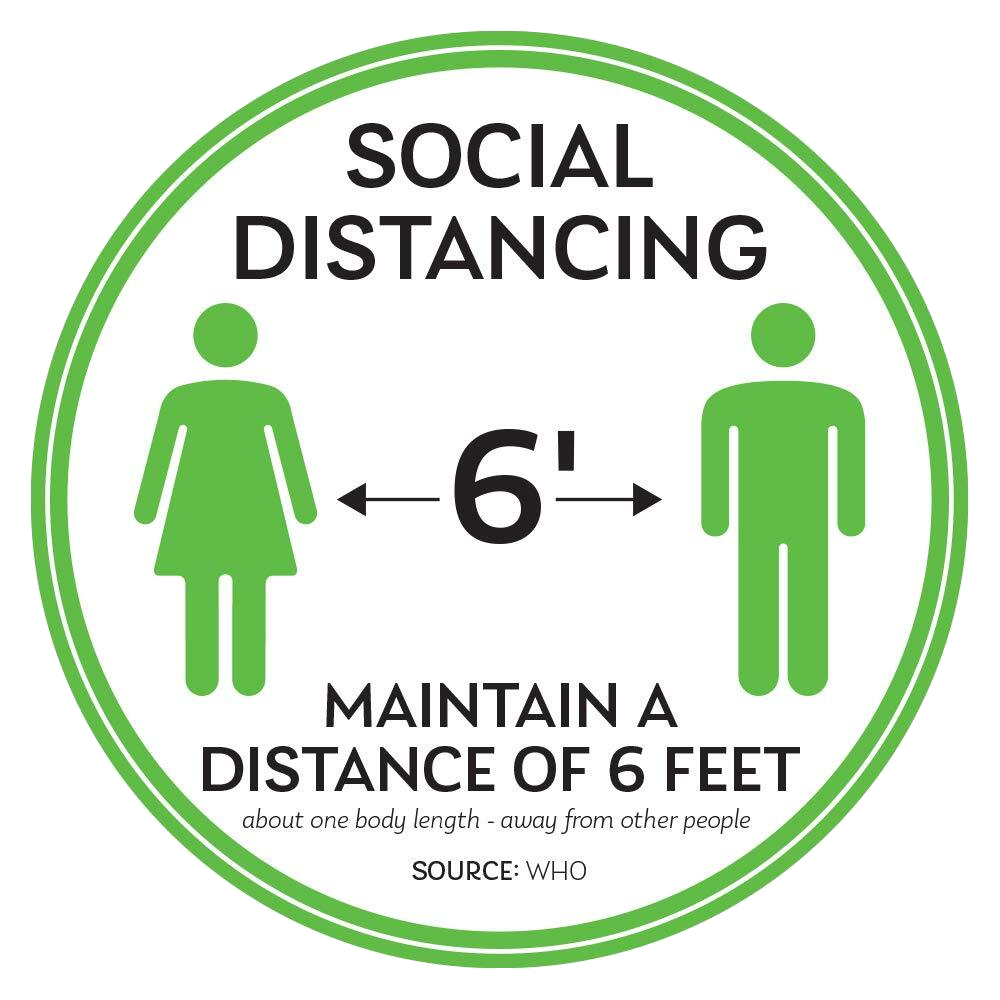 SOCIAL
DISTANCING
6'
MAINTAIN A
DISTANCE OF 6 FEET
about one body length - away from other people
SOURCE: WHO